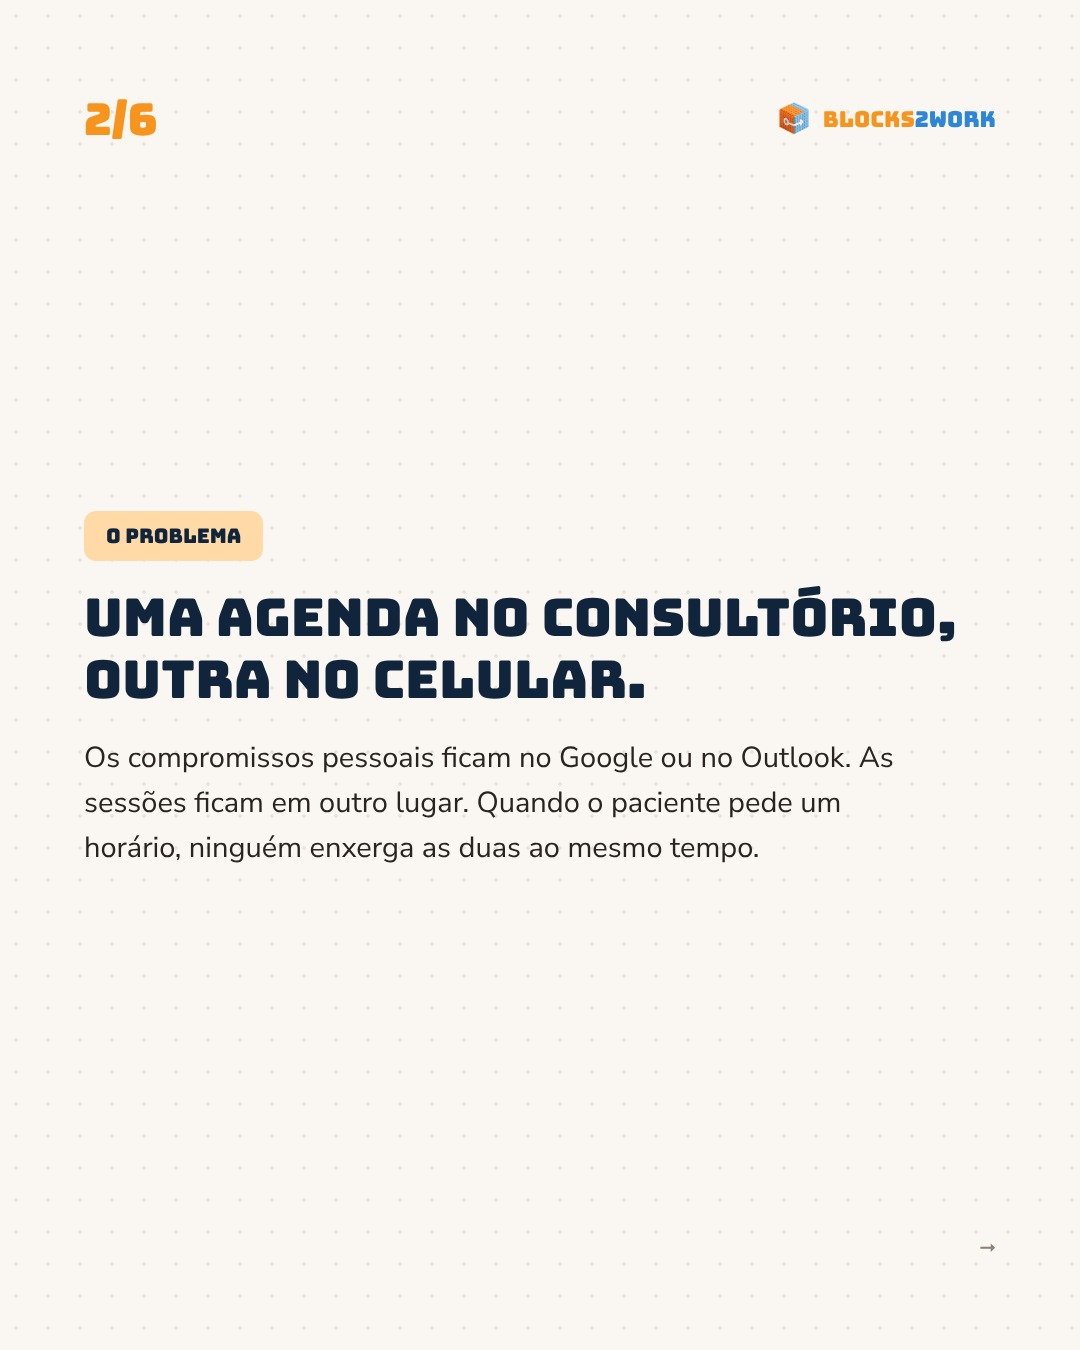 2/6
BLOCKS2WORK
O PROBLEMA
UMA AGENDA NO CONSULTÓRIO,
OUTRA NO CELULAR.
Os compromissos pessoais ficam no Google ou no Outlook. As
sessões ficam em outro lugar. Quando o paciente pede um
horário, ninguém enxerga as duas ao mesmo tempo.
→